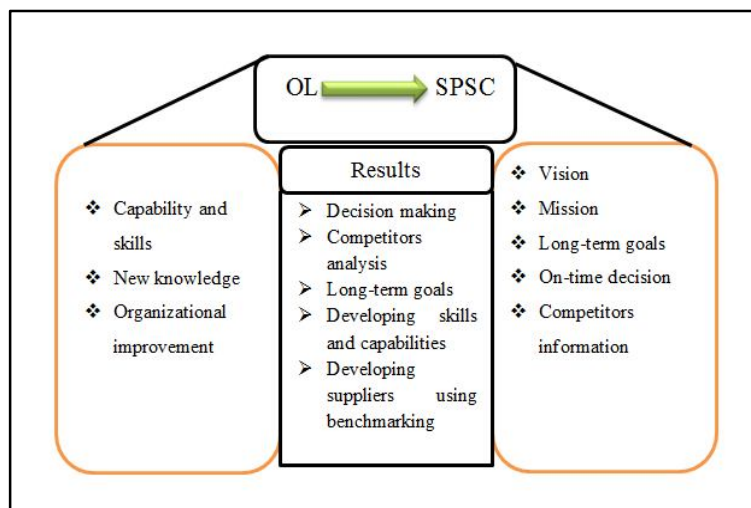 OL SPSC
❖ Capability and
skills
❖ New knowledge
❖ Organizational
improvement
Results
➢ Decision making
➢ Competitors
analysis
➢ Long-term goals
➢ Developing skills
and capabilities
➢ Developing
suppliers using
benchmarking
❖ Vision
❖ Mission
❖ Long-term goals
❖ On-time decision
❖ Competitors
information